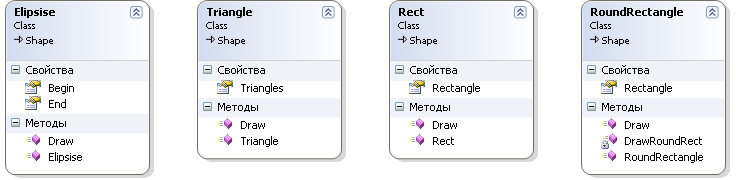 Elipsise
Class
Shape
Свойства
Begin
End
Методы
Draw
Elipsise
Triangle
Class
Shape
Свойства
Triangles
Методы
Draw
Triangle
Rect
Class
Shape
Свойства
Rectangle
Методы
Draw
Rect
RoundRectangle
Class
Shape
Свойства
Rectangle
Методы
Draw
DrawRoundRect
RoundRectangle